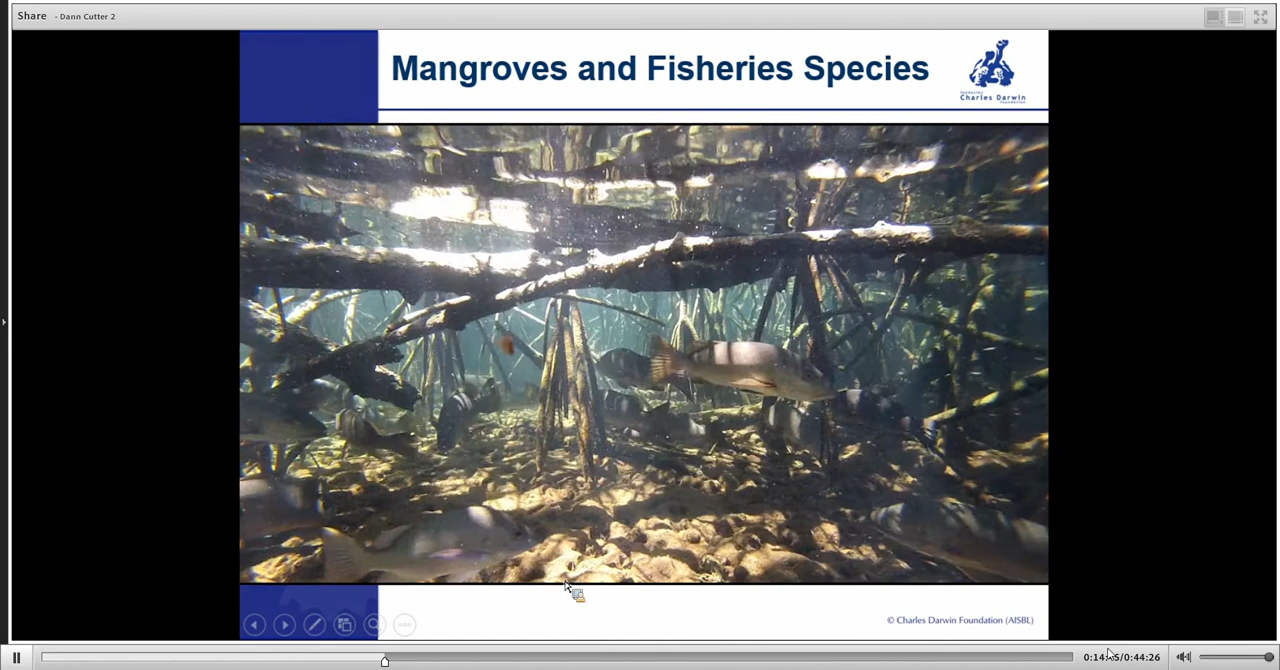 Share - Dann Cutter 2
Mangroves and Fisheries Species
Charles Darwin
© Charles Darwin Foundation (AISBL)
/0:44:26